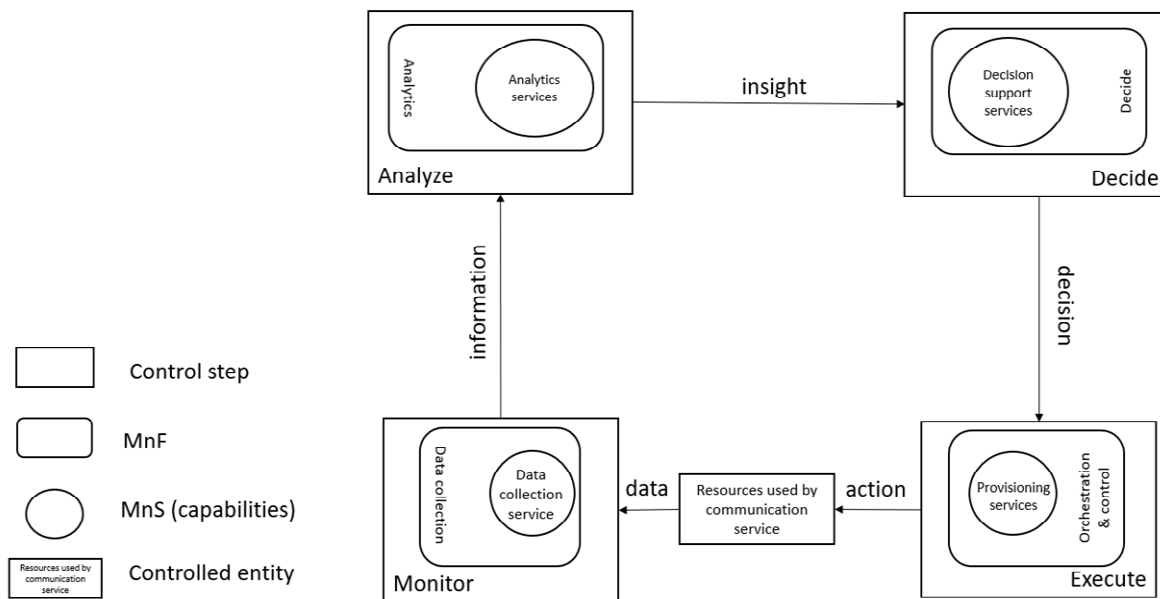 Analytics
Analytics
services
Analyze
insight
Decision
support
services
Decide
Decide
information
decision
Control step
MnF
MnS (capabilities)
Resources used by
communication
service
Controlled entity
Data collection
Data
collection
service
Monitor
data
Resources used by
communication
service
action
Provisioning
services
Orchestration
& control
Execute